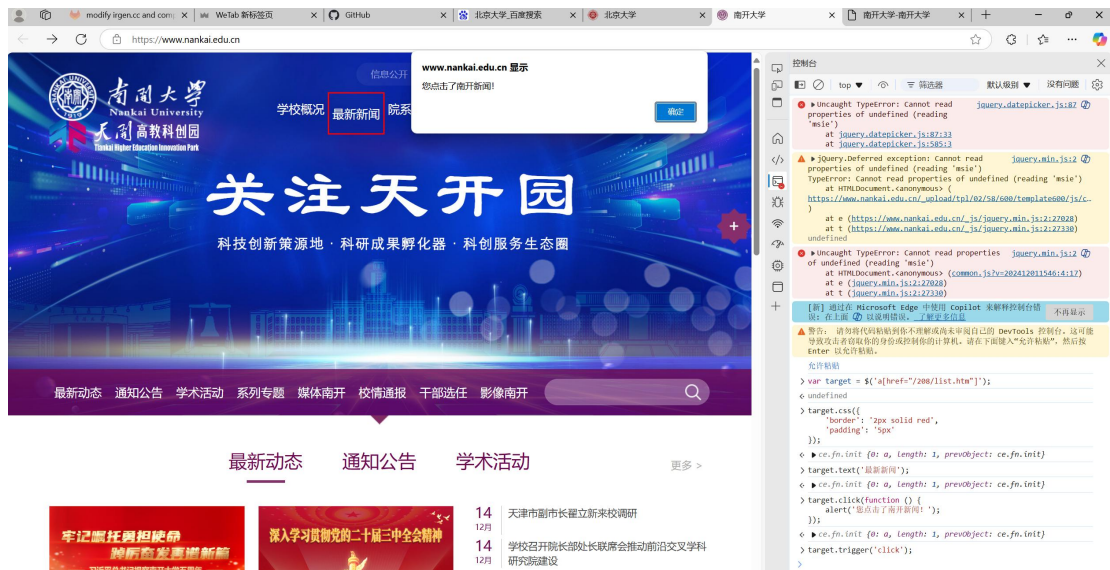 modify irgen.cc and com
WeTab 新标签页
GitHub
北京大学_百度搜索
北京大学
南开大学
南开大学-南开大学
https://www.nankai.edu.cn
www.nankai.edu.cn 显示
您点击了南开新闻!
确定
南開大學
Nankai University
天開高教科创园
Tiankai Higher Education Innovation Park
信息公开
学校概况
最新新闻
院系
关注天开园
科技创新策源地 · 科研成果孵化器 · 科创服务生态圈
最新动态 通知公告 学术活动 系列专题 媒体南开 校情通报 干部选任 影像南开
最新动态 通知公告 学术活动
更多 >
牢记嘱托勇担使命
踔厉奋发再谱新篇
深入学习贯彻党的二十届三中全会精神
14
12月
天津市副市长翟立新来校调研
14
12月
学校召开院长部处长联席会推动前沿交叉学科
研究院建设
控制台
top ▼
筛选器
默认级别 ▼
没有问题
▶Uncaught TypeError: Cannot read jquery.datepicker.js:87
properties of undefined (reading
'msie')
at jquery.datepicker.js:87:33
at jquery.datepicker.js:585:3
▶jQuery.Deferred exception: Cannot read jquery.min.js:2
properties of undefined (reading 'msie')
TypeError: Cannot read properties of undefined (reading 'msie')
at HTMLDocument.<anonymous> (
https://www.nankai.edu.cn/_upload/tpl/02/58/600/template600/js/c…
)
at e (https://www.nankai.edu.cn/_js/jquery.min.js:2:27028)
at t (https://www.nankai.edu.cn/_js/jquery.min.js:2:27330)
undefined
▶Uncaught TypeError: Cannot read properties jquery.min.js:2
of undefined (reading 'msie')
at HTMLDocument.<anonymous> (common.js?v=202412011546:4:17)
at e (jquery.min.js:2:27028)
at t (jquery.min.js:2:27330)
[新] 通过在 Microsoft Edge 中使用 Copilot 来解释控制台错
误: 在上面 以说明错误。 了解更多信息
不再显示
警告: 请勿将代码粘贴到你不理解或尚未审阅自己的 DevTools 控制台。这可能
导致攻击者窃取你的身份或控制你的计算机。请在下面键入“允许粘贴”, 然后按
Enter 以允许粘贴。
允许粘贴
> var target = $('a[href="/208/list.htm"]');
< undefined
> target.css({
'border': '2px solid red',
'padding': '5px'
});
< ▶ce.fn.init {0: a, length: 1, prevObject: ce.fn.init}
> target.text('最新新闻');
< ▶ce.fn.init {0: a, length: 1, prevObject: ce.fn.init}
> target.click(function () {
alert('您点击了南开新闻! ');
});
< ▶ce.fn.init {0: a, length: 1, prevObject: ce.fn.init}
> target.trigger('click');
>